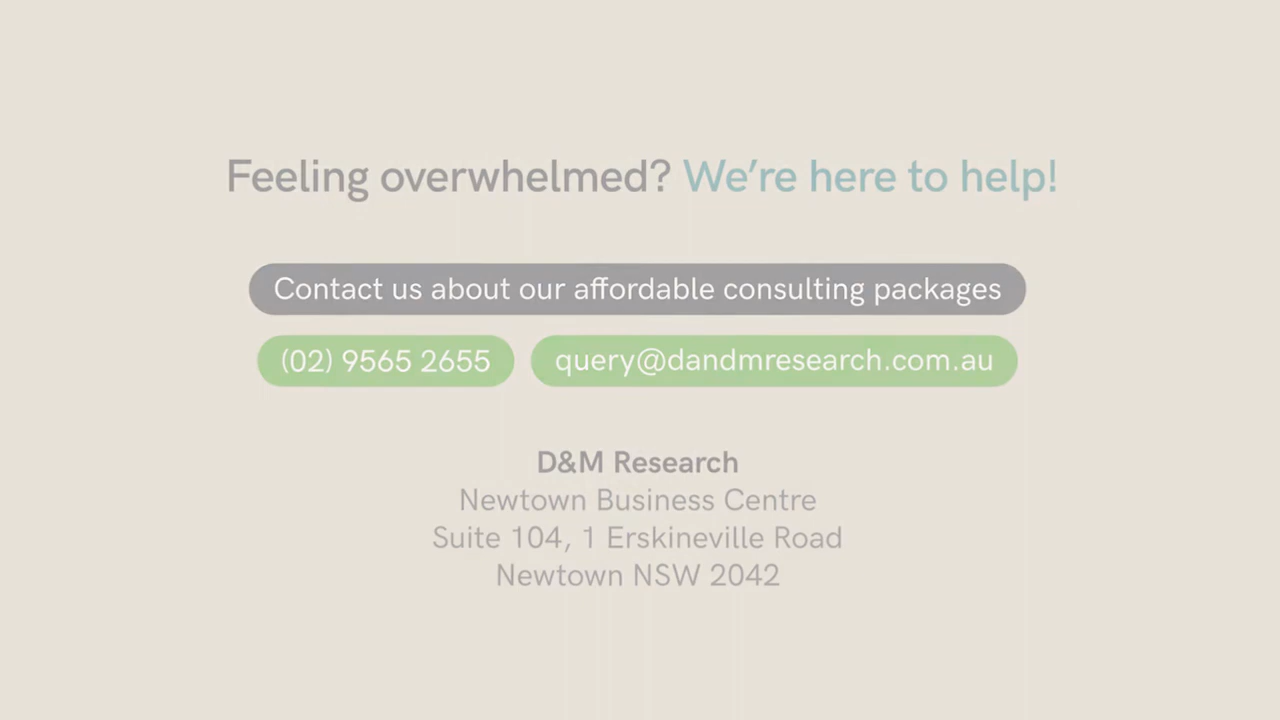 Feeling overwhelmed? We're here to help!
Contact us about our affordable consulting packages
(02) 9565 2655 query@dandmresearch.com.au
D&M Research
Newtown Business Centre
Suite 104, 1 Erskineville Road
Newtown NSW 2042